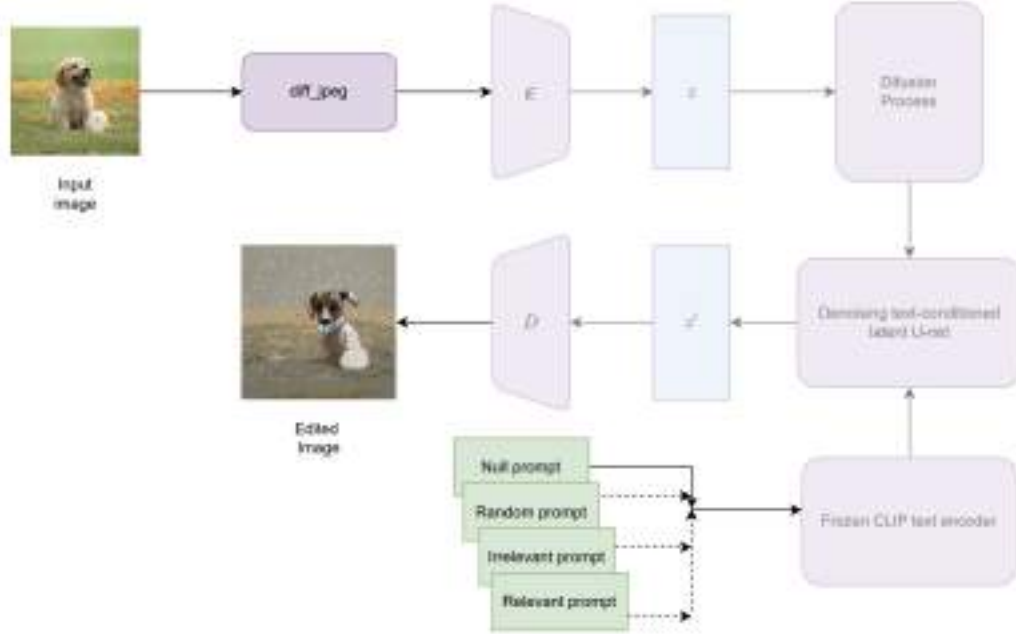 diff_jpeg
E
z
Difusion
Process
Input
image
D
z'
Denoising text-conditioned
latent U-net
Edited
Image
Null prompt
Random prompt
Irrelevant prompt
Relevant prompt
Frozen CLIP text encoder